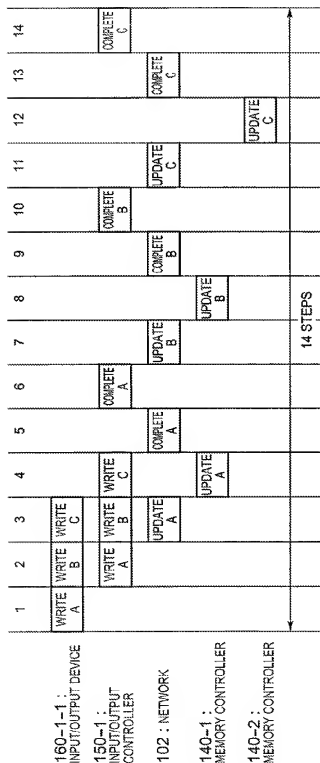 1 2 3 4 5 6 7 8 9 10 11 12 13 14
160-1-1 :
INPUT/OUTPUT DEVICE
WRITE
A
WRITE
B
WRITE
C
150-1 :
INPUT/OUTPUT
CONTROLLER
WRITE
A
WRITE
B
WRITE
C
COMPLETE
A
COMPLETE
B
COMPLETE
C
102 : NETWORK
UPDATE
A
COMPLETE
A
UPDATE
B
COMPLETE
B
UPDATE
C
COMPLETE
C
140-1 :
MEMORY CONTROLLER
UPDATE
A
UPDATE
B
140-2 :
MEMORY CONTROLLER
UPDATE
C
14 STEPS